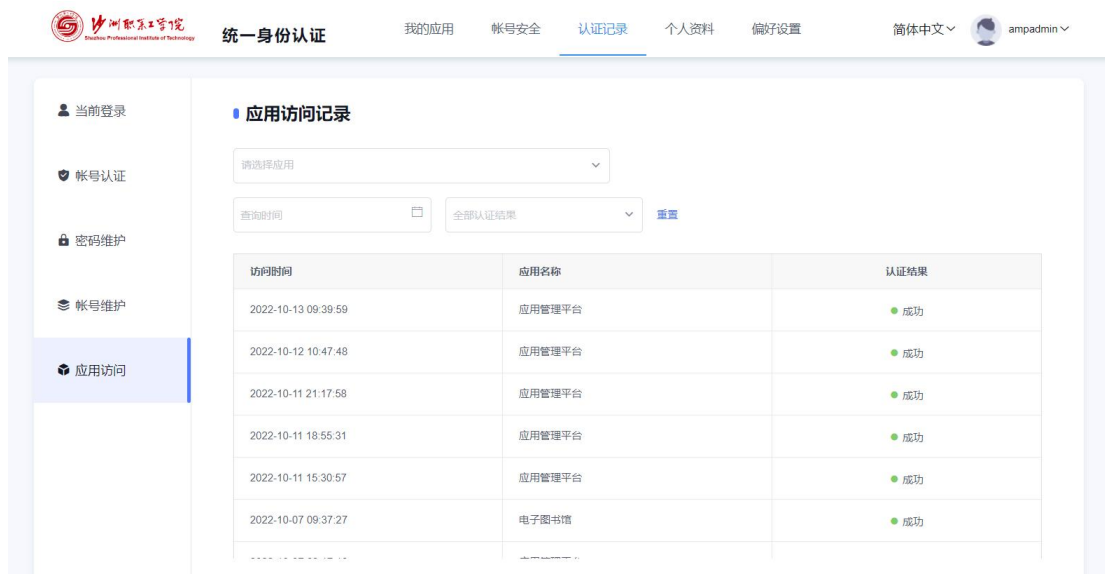 沙洲职业工学院
Shazhou Professional Institute of Technology
统一身份认证
我的应用 帐号安全 认证记录 个人资料 偏好设置 简体中文 ampadmin
当前登录
帐号认证
密码维护
帐号维护
应用访问
应用访问记录
请选择应用
查询时间 全部认证结果 重置
访问时间 应用名称 认证结果
2022-10-13 09:39:59 应用管理平台 成功
2022-10-12 10:47:48 应用管理平台 成功
2022-10-11 21:17:58 应用管理平台 成功
2022-10-11 18:55:31 应用管理平台 成功
2022-10-11 15:30:57 应用管理平台 成功
2022-10-07 09:37:27 电子图书馆 成功